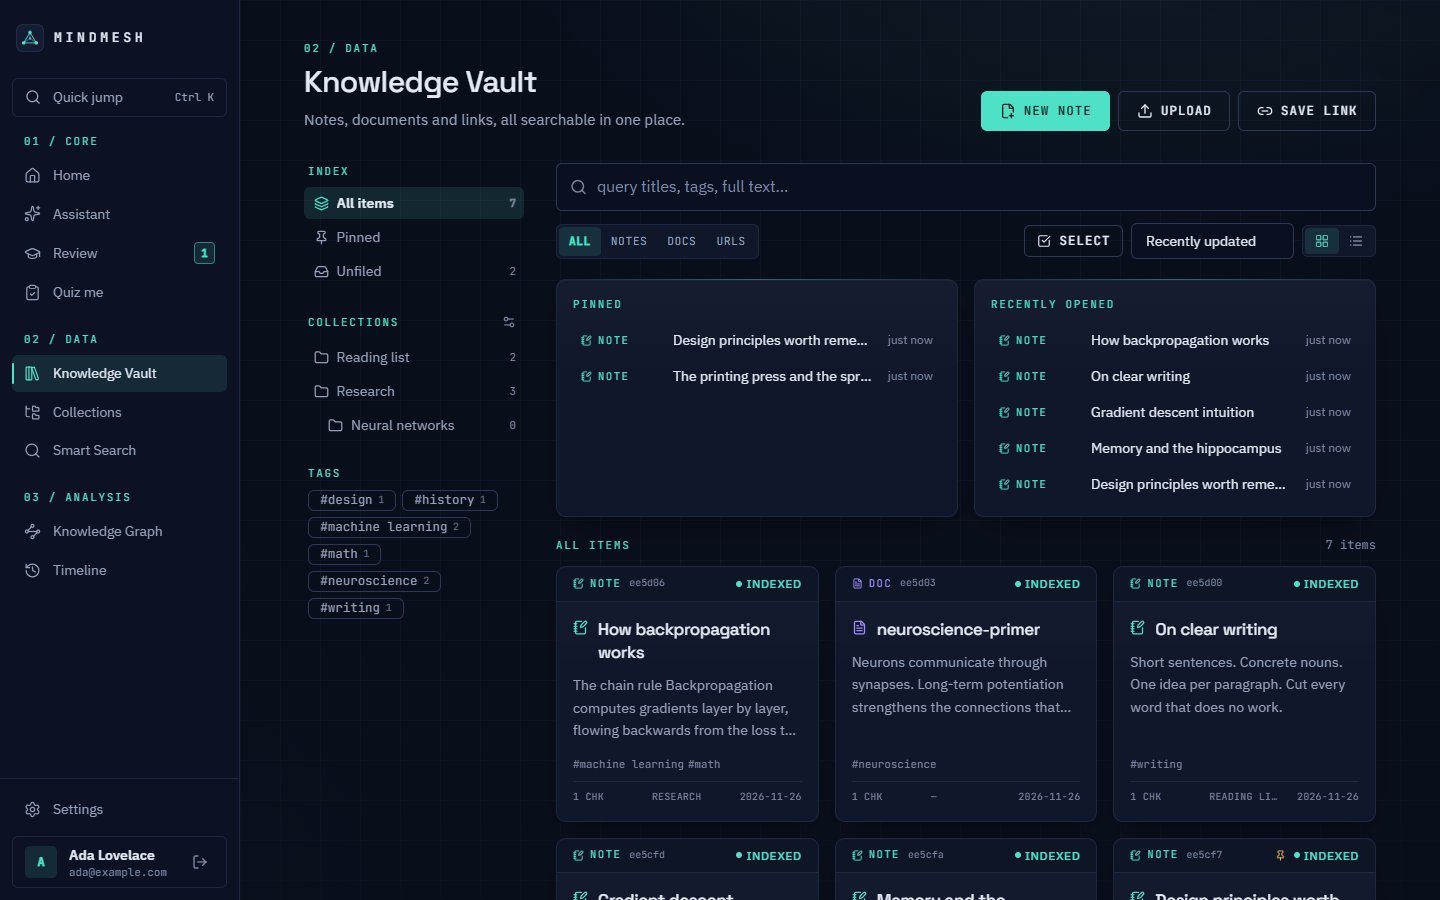 MINDMESH
Quick jump Ctrl K
01 / CORE
Home
Assistant
Review 1
Quiz me
02 / DATA
Knowledge Vault
Collections
Smart Search
03 / ANALYSIS
Knowledge Graph
Timeline
Settings
A
Ada Lovelace
ada@example.com
02 / DATA
Knowledge Vault
Notes, documents and links, all searchable in one place.
NEW NOTE
UPLOAD
SAVE LINK
INDEX
All items 7
Pinned
Unfiled 2
COLLECTIONS
Reading list 2
Research 3
Neural networks 0
TAGS
#design 1 #history 1
#machine learning 2
#math 1
#neuroscience 2
#writing 1
query titles, tags, full text...
ALL NOTES DOCS URLS
SELECT
Recently updated
PINNED
NOTE Design principles worth reme... just now
NOTE The printing press and the spr... just now
RECENTLY OPENED
NOTE How backpropagation works just now
NOTE On clear writing just now
NOTE Gradient descent intuition just now
NOTE Memory and the hippocampus just now
NOTE Design principles worth reme... just now
ALL ITEMS 7 items
NOTE ee5d06 INDEXED
How backpropagation
works
The chain rule Backpropagation
computes gradients layer by layer,
flowing backwards from the loss t...
#machine learning #math
1 CHK RESEARCH 2026-11-26
DOC ee5d03 INDEXED
neuroscience-primer
Neurons communicate through
synapses. Long-term potentiation
strengthens the connections that...
#neuroscience
1 CHK — 2026-11-26
NOTE ee5d00 INDEXED
On clear writing
Short sentences. Concrete nouns.
One idea per paragraph. Cut every
word that does no work.
#writing
1 CHK READING LI... 2026-11-26
NOTE ee5cfd INDEXED
Gradient descent
NOTE ee5cfa INDEXED
Memory and the
NOTE ee5cf7 INDEXED
Design principles worth